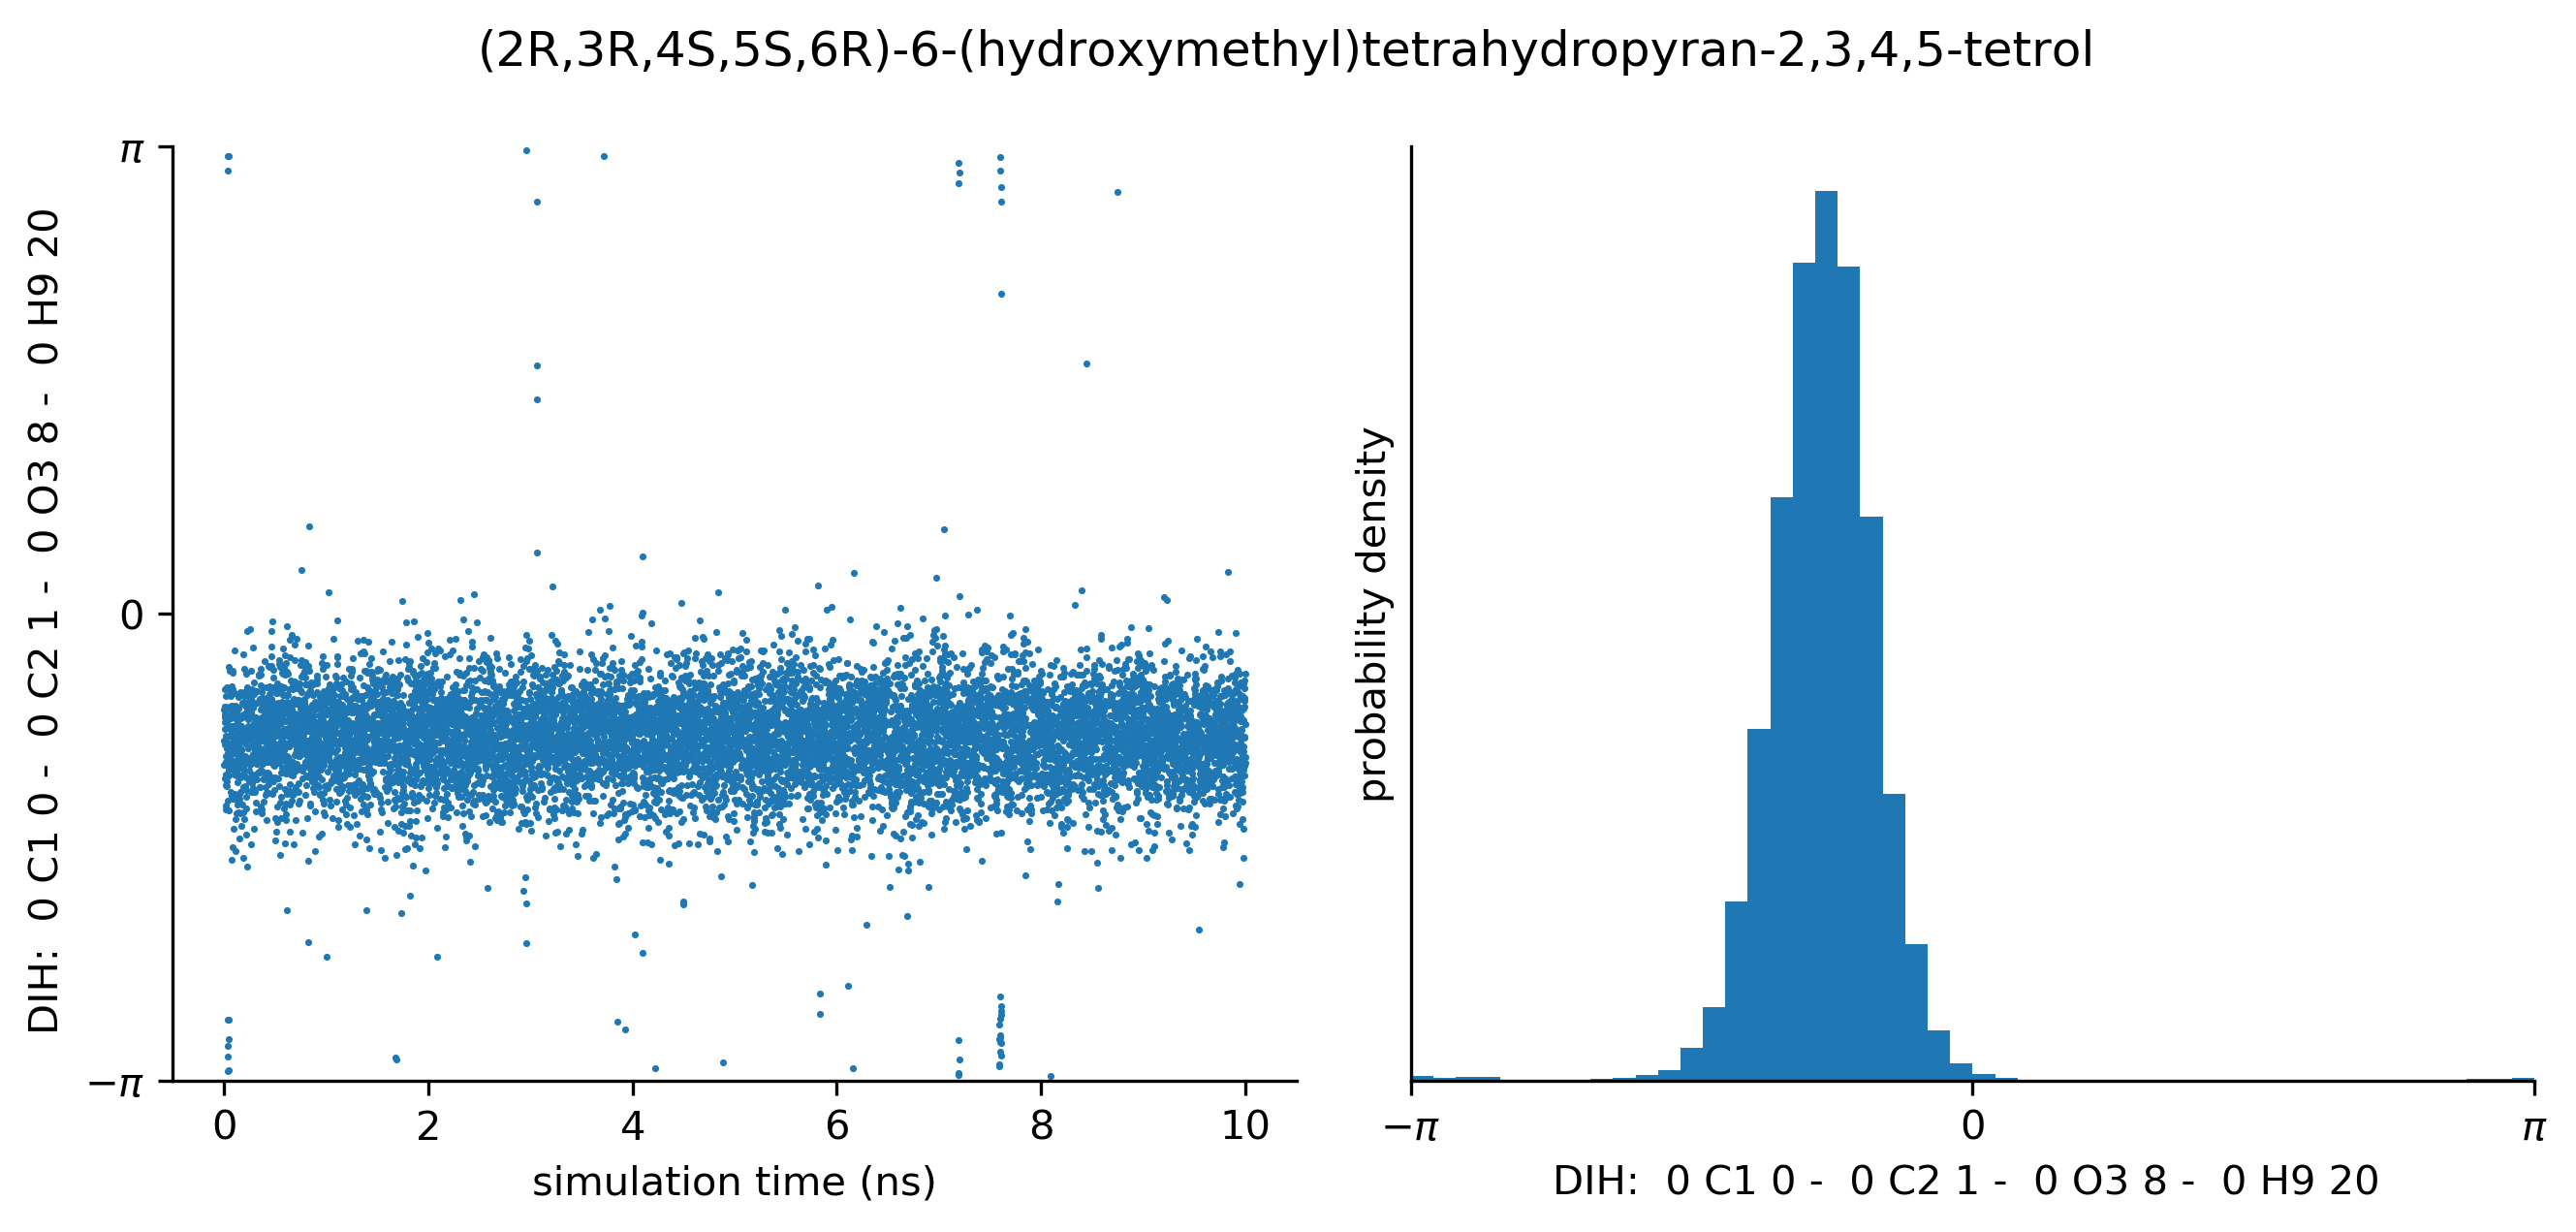 (2R,3R,4S,5S,6R)-6-(hydroxymethyl)tetrahydropyran-2,3,4,5-tetrol
π
0
−π
DIH:  0 C1 0 -  0 C2 1 -  0 O3 8 -  0 H9 20
0 2 4 6 8 10
simulation time (ns)
probability density
−π 0 π
DIH:  0 C1 0 -  0 C2 1 -  0 O3 8 -  0 H9 20